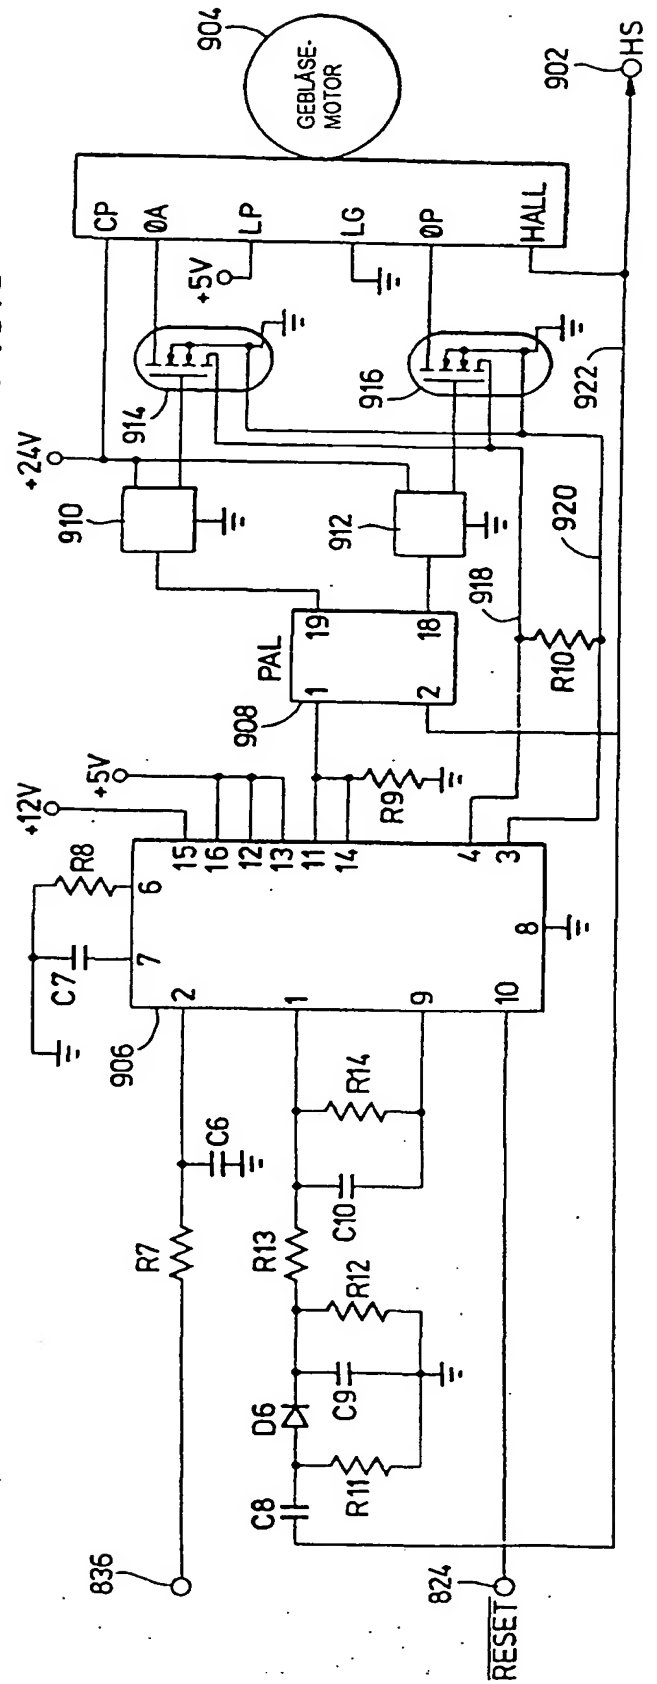 904
+24V
+12V
R8
910
C7
+5V
CP
914
ØA
836
R7
906
7
6
15
16
12
13
11
14
2
+5V
LP
GEBLÄSE-
MOTOR
C6
PAL
908
1
19
2
18
912
916
LG
ØP
HALL
C8
D6
R13
1
R11
C9
R12
C10
R14
9
R9
4
3
8
10
918
824
RESET
R10
920
922
902
HS